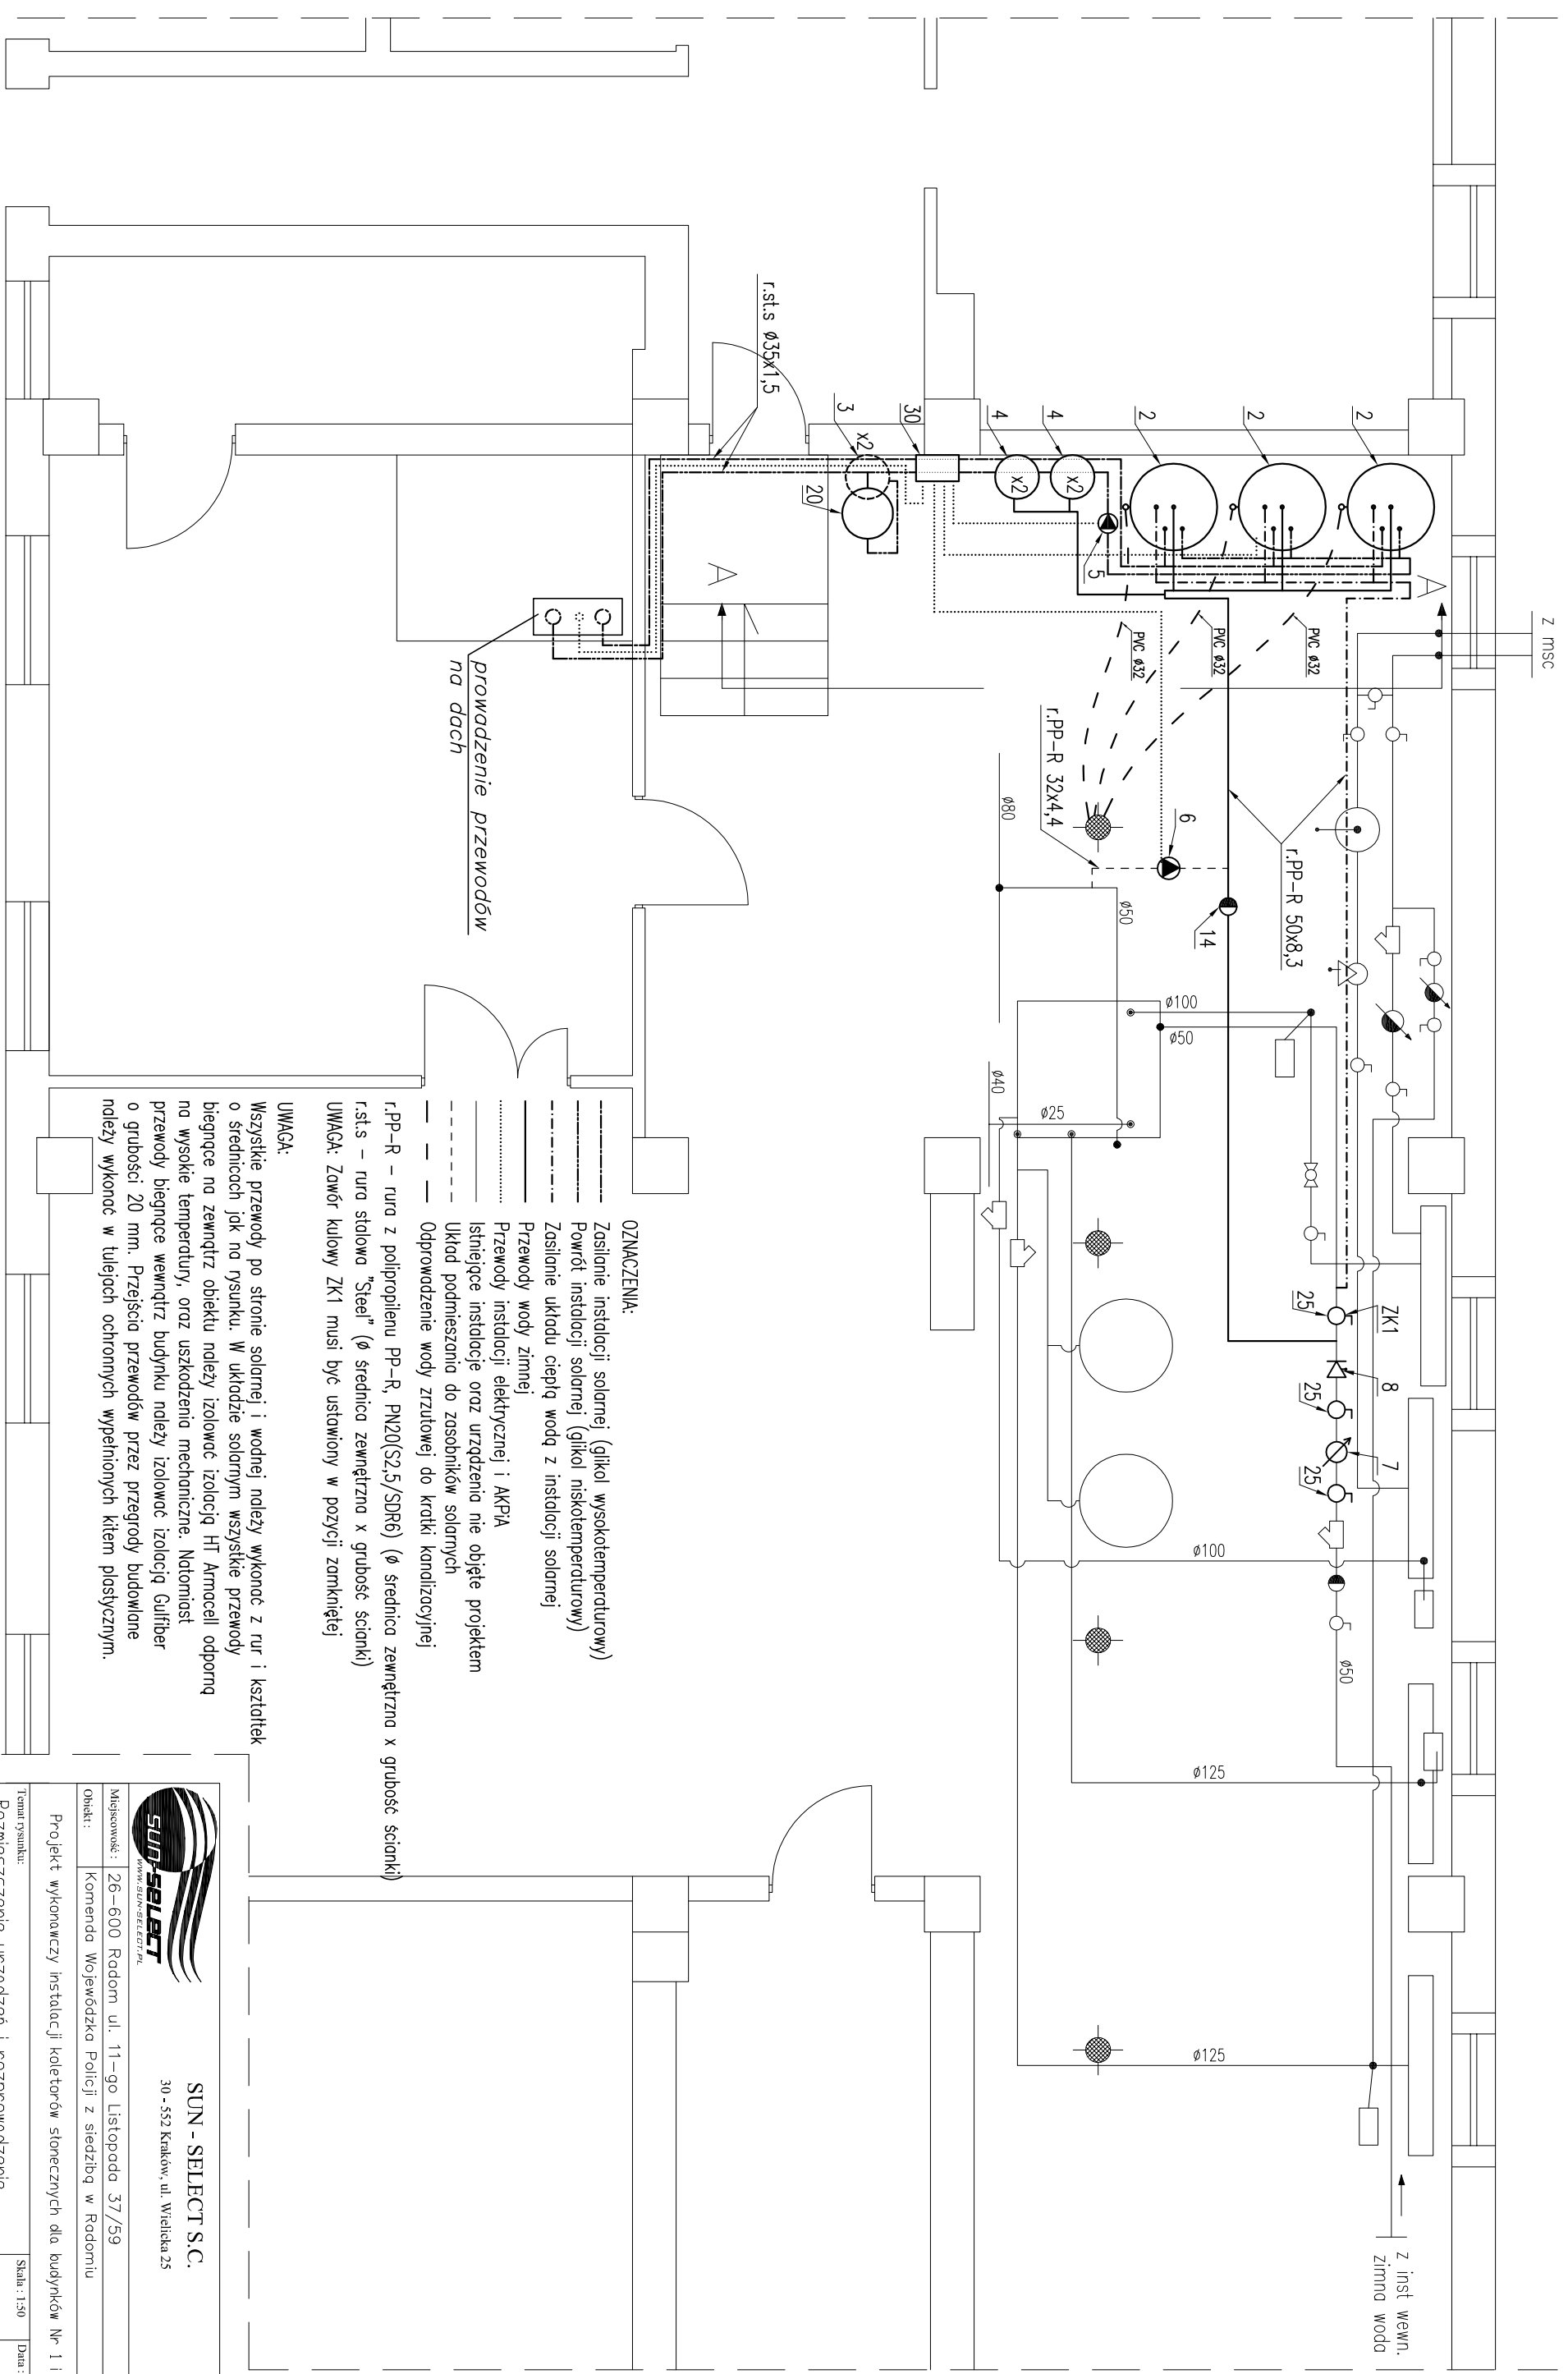 z msc
A
2
2
2
4
4
x2
x2
5
30
3
x2
20
r.st.s Ø35x1,5
A
PVC ø32
PVC ø32
PVC ø32
r.PP-R 32x4,4
6
14
r.PP-R 50x8,3
ø80
ø50
ø100
ø50
ø40
ø25
ZK1
25
8
25
7
25
ø100
ø50
ø125
ø125
z inst wewn.
zimna woda
prowadzenie przewodów
na dach
OZNACZENIA:
Zasilanie instalacji solarnej (glikol wysokotemperaturowy)
Powrót instalacji solarnej (glikol niskotemperaturowy)
Zasilanie układu ciepłą wodą z instalacji solarnej
Przewody wody zimnej
Przewody instalacji elektrycznej i AKPiA
Istniejące instalacje oraz urządzenia nie objęte projektem
Układ podmieszania do zasobników solarnych
Odprowadzenie wody zrzutowej do kratki kanalizacyjnej
r.PP-R - rura z polipropilenu PP-R, PN20(S2,5/SDR6) (ø średnica zewnętrzna x grubość ścianki)
r.st.s - rura stalowa "Steel" (ø średnica zewnętrzna x grubość ścianki)
UWAGA: Zawór kulowy ZK1 musi być ustawiony w pozycji zamkniętej
UWAGA:
Wszystkie przewody po stronie solarnej i wodnej należy wykonać z rur i kształtek
o średnicach jak na rysunku. W układzie solarnym wszystkie przewody
biegnące na zewnątrz obiektu należy izolować izolacją HT Armacell odporną
na wysokie temperatury, oraz uszkodzenia mechaniczne. Natomiast
przewody biegnące wewnątrz budynku należy izolować izolacją Gulfiber
o grubości 20 mm. Przejścia przewodów przez przegrody budowlane
należy wykonać w tulejach ochronnych wypełnionych kitem plastycznym.
SUN-SELECT
WWW.SUN-SELECT.PL
SUN - SELECT S.C.
30 - 552 Kraków, ul. Wielicka 25
Miejscowość : 26-600 Radom ul. 11-go Listopada 37/59
Obiekt : Komenda Wojewódzka Policji z siedzibą w Radomiu
Projekt wykonawczy instalacji koletorów słonecznych dla budynków Nr 1 i
Temat rysunku:
Skala : 1:50
Data :
Rozmieszczenie urządzeń i rozprowadzenie